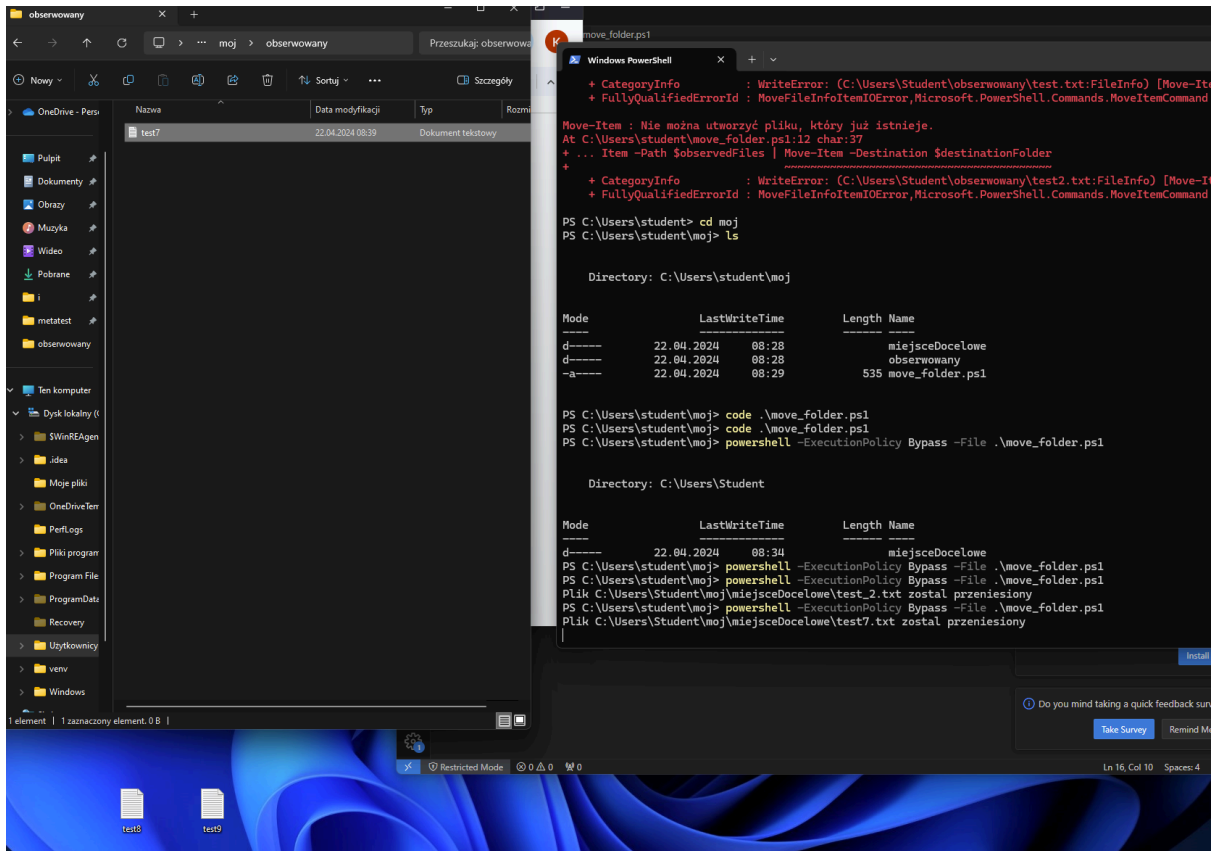 obserwowany
moj
obserwowany
Przeszukaj: obserwowa
Nowy
Sortuj
Szczegóły
Nazwa
Data modyfikacji
Typ
Rozmi
test7
22.04.2024 08:39
Dokument tekstowy
OneDrive - Pers
Pulpit
Dokumenty
Obrazy
Muzyka
Wideo
Pobrane
i
metatest
obserwowany
Ten komputer
Dysk lokalny (C
$WinREAgen
.idea
Moje pliki
OneDriveTem
PerfLogs
Pliki program
Program File
ProgramData
Recovery
Użytkownicy
venv
Windows
1 element
1 zaznaczony element. 0 B
K
move_folder.ps1
Windows PowerShell
+ CategoryInfo : WriteError: (C:\Users\Student\obserwowany\test.txt:FileInfo) [Move-Ite
+ FullyQualifiedErrorId : MoveFileInfoItemIOError,Microsoft.PowerShell.Commands.MoveItemCommand
Move-Item : Nie można utworzyć pliku, który już istnieje.
At C:\Users\student\move_folder.ps1:12 char:37
+ ... Item -Path $observedFiles | Move-Item -Destination $destinationFolder
+ ~~~~~~~~~~~~~~~~~~~~~~~~~~~~~~~~~~~~~~~~~
+ CategoryInfo : WriteError: (C:\Users\Student\obserwowany\test2.txt:FileInfo) [Move-It
+ FullyQualifiedErrorId : MoveFileInfoItemIOError,Microsoft.PowerShell.Commands.MoveItemCommand
PS C:\Users\student> cd moj
PS C:\Users\student\moj> ls
Directory: C:\Users\student\moj
Mode LastWriteTime Length Name
---- ------------- ------ ----
d----- 22.04.2024 08:28 miejsceDocelowe
d----- 22.04.2024 08:28 obserwowany
-a---- 22.04.2024 08:29 535 move_folder.ps1
PS C:\Users\student\moj> code .\move_folder.ps1
PS C:\Users\student\moj> code .\move_folder.ps1
PS C:\Users\student\moj> powershell -ExecutionPolicy Bypass -File .\move_folder.ps1
Directory: C:\Users\Student
Mode LastWriteTime Length Name
---- ------------- ------ ----
d----- 22.04.2024 08:34 miejsceDocelowe
PS C:\Users\student\moj> powershell -ExecutionPolicy Bypass -File .\move_folder.ps1
PS C:\Users\student\moj> powershell -ExecutionPolicy Bypass -File .\move_folder.ps1
Plik C:\Users\Student\moj\miejsceDocelowe\test_2.txt zostal przeniesiony
PS C:\Users\student\moj> powershell -ExecutionPolicy Bypass -File .\move_folder.ps1
Plik C:\Users\Student\moj\miejsceDocelowe\test7.txt zostal przeniesiony
Install
Do you mind taking a quick feedback surv
Take Survey
Remind Me
1
Restricted Mode
0
0
0
Ln 16, Col 10
Spaces: 4
test8
test9